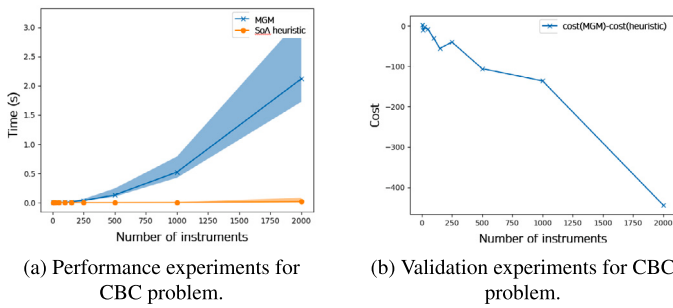 MGM
SoA heuristic
3.0
2.5
2.0
1.5
1.0
0.5
0.0
Time (s)
0 250 500 750 1000 1250 1500 1750 2000
Number of instruments
(a) Performance experiments for
CBC problem.
cost(MGM)-cost(heuristic)
0
−100
−200
−300
−400
Cost
0 250 500 750 1000 1250 1500 1750 2000
Number of instruments
(b) Validation experiments for CBC
problem.